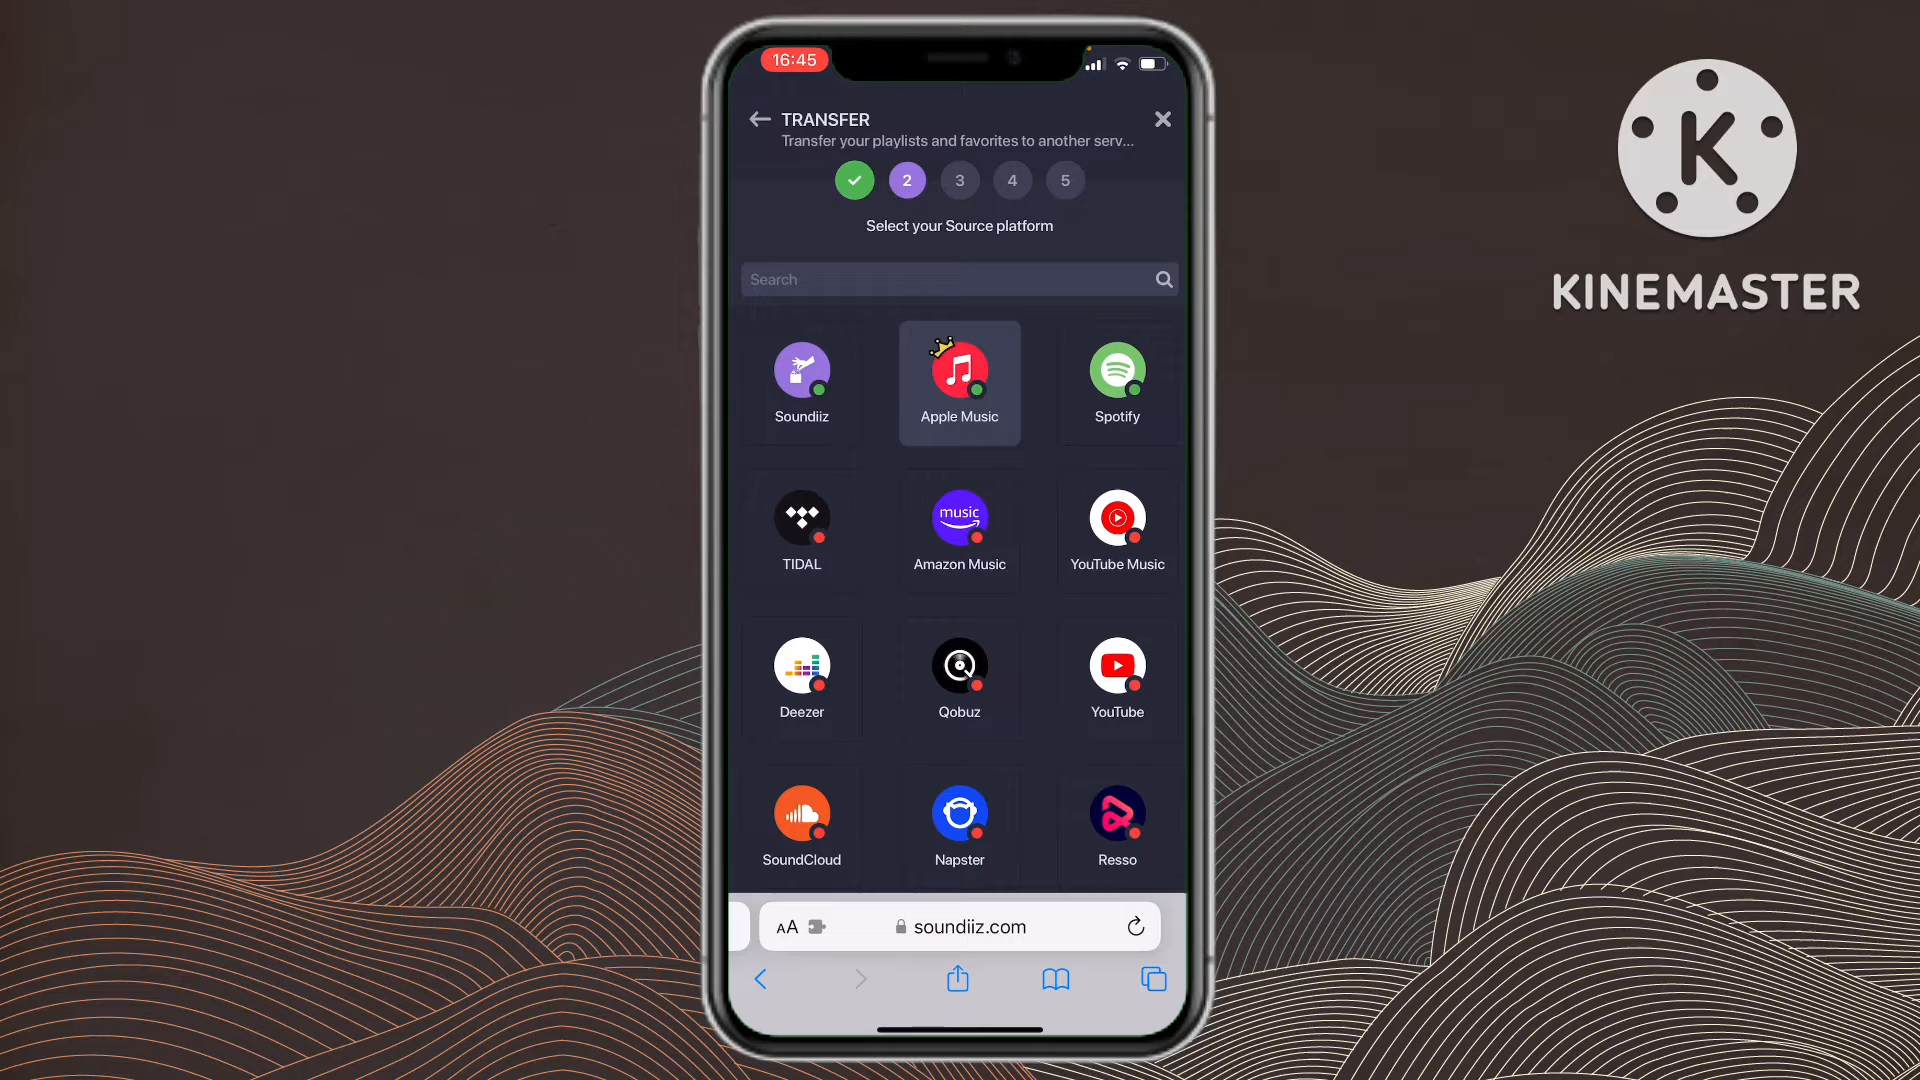 16:45
TRANSFER
Transfer your playlists and favorites to another serv...
2 3 4 5
Select your Source platform
Search
Soundiiz Apple Music Spotify
TIDAL music Amazon Music YouTube Music
Deezer Qobuz YouTube
SoundCloud Napster Resso
AA soundiiz.com
K
KINEMASTER